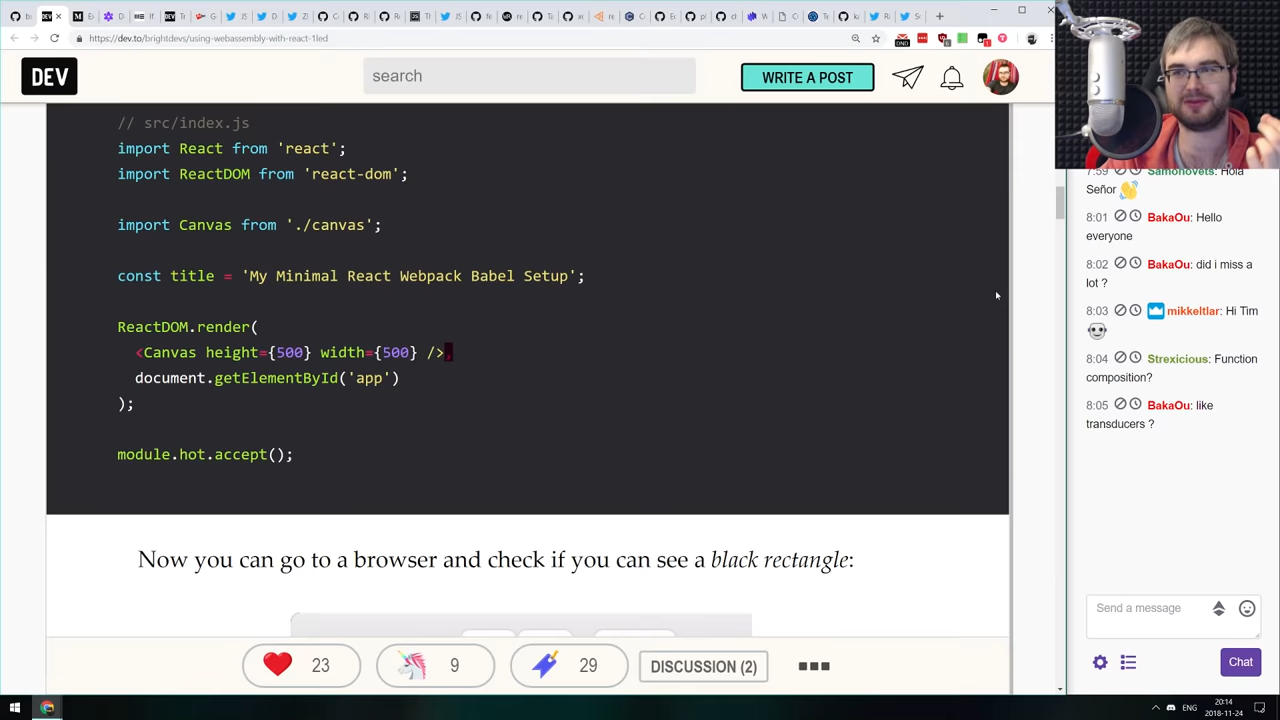 https://dev.to/brightdevs/using-webassembly-with-react-1led
DEV
search
WRITE A POST
// src/index.js
import React from 'react';
import ReactDOM from 'react-dom';
import Canvas from './canvas';
const title = 'My Minimal React Webpack Babel Setup';
ReactDOM.render(
<Canvas height={500} width={500} />,
document.getElementById('app')
);
module.hot.accept();
Now you can go to a browser and check if you can see a black rectangle:
23
9
29
DISCUSSION (2)
7:59 Samohovets: Hola
Señor
8:01 BakaOu: Hello
everyone
8:02 BakaOu: did i miss a
lot ?
8:03 mikkeltlar: Hi Tim
8:04 Strexicious: Function
composition?
8:05 BakaOu: like
transducers ?
Send a message
Chat
ENG
20:14
2018-11-24